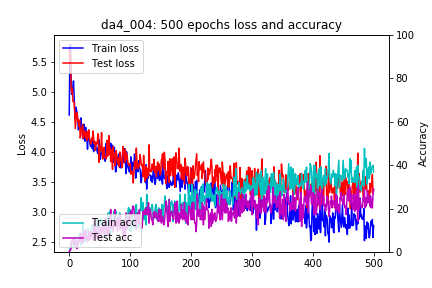 da4_004: 500 epochs loss and accuracy
Train loss
Test loss
Train acc
Test acc
Loss
5.5
5.0
4.5
4.0
3.5
3.0
2.5
Accuracy
100
80
60
40
20
0
0
100
200
300
400
500